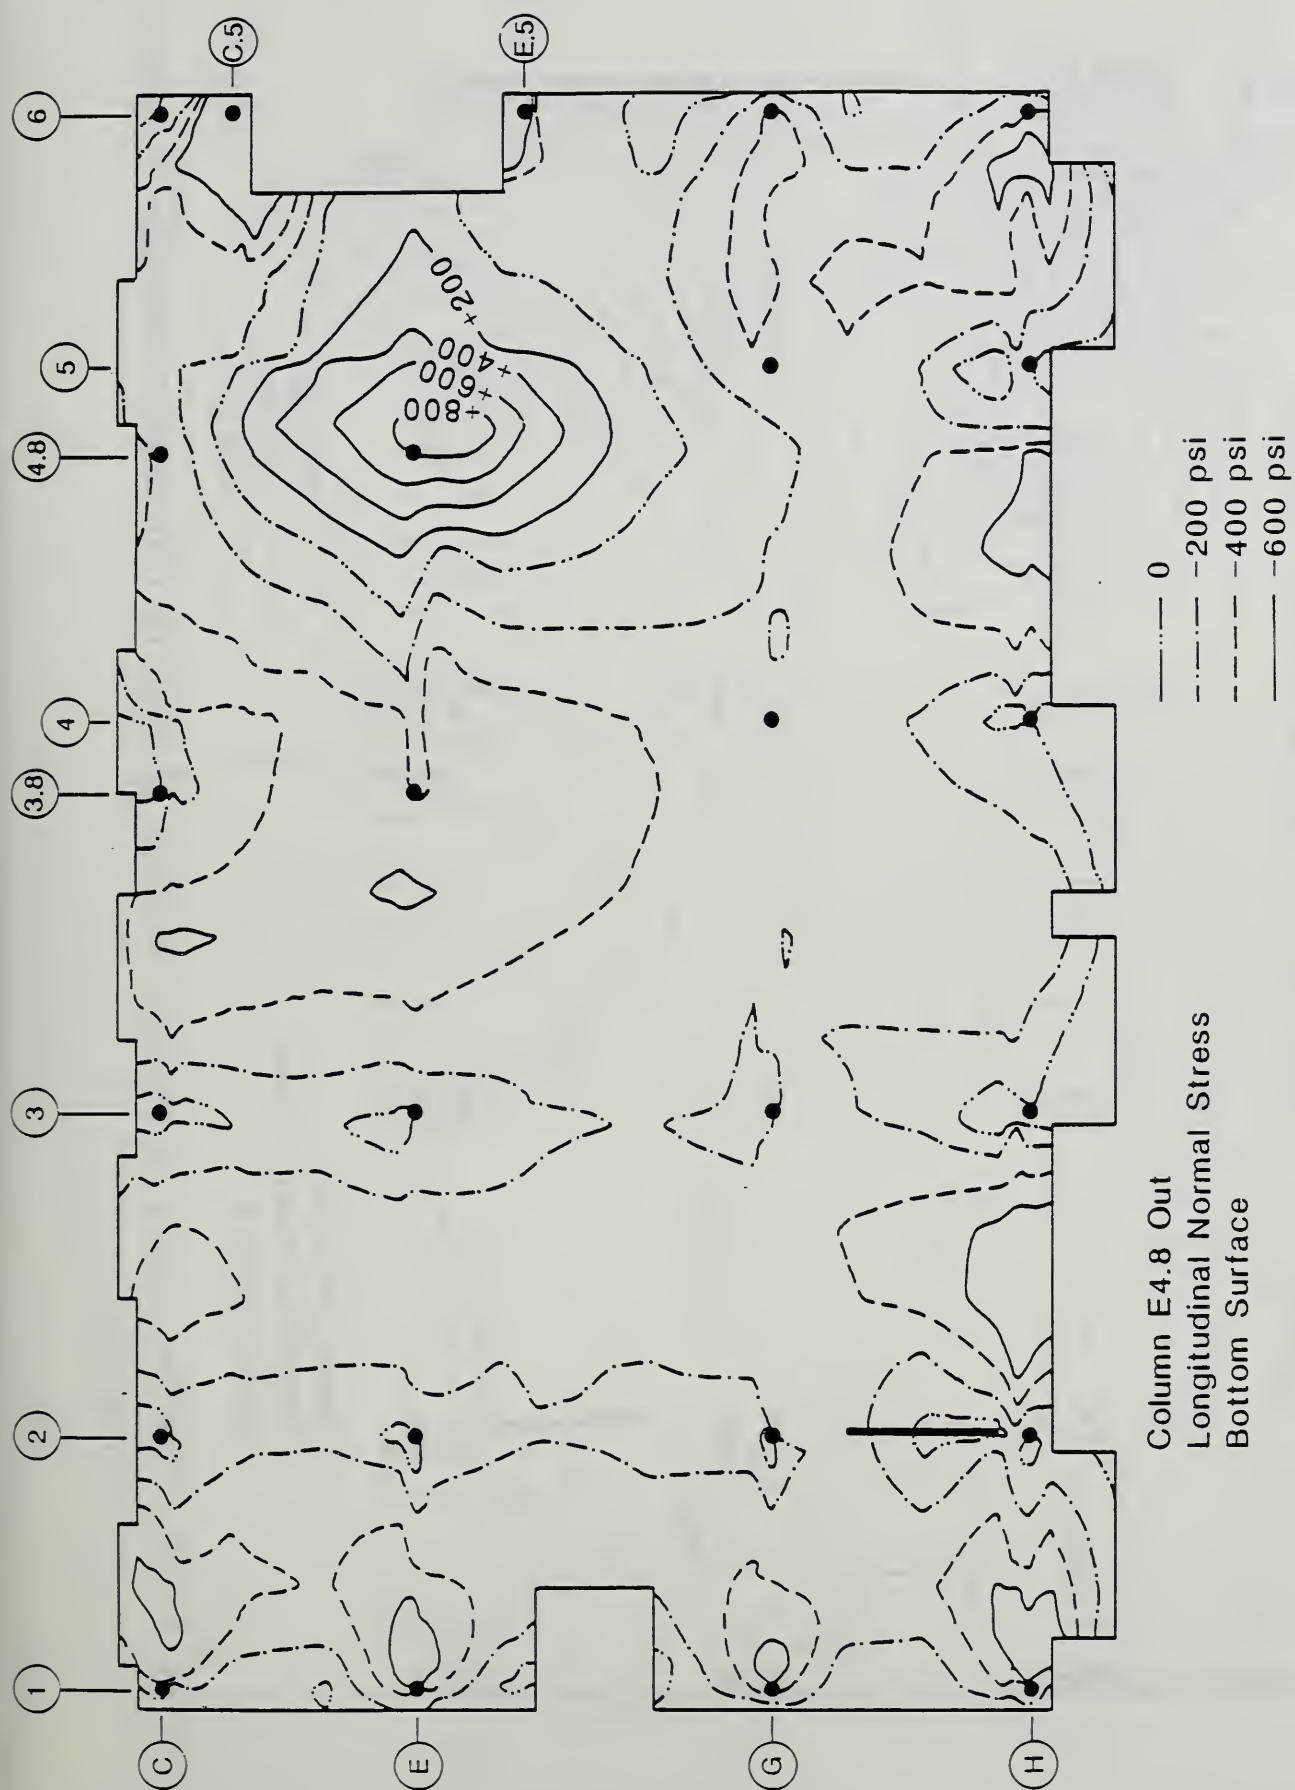 1
2
3
3.8
4
4.8
5
6
C.5
E.5
C
E
G
H
+200
+400
+600
+800
Column E4.8 Out
Longitudinal Normal Stress
Bottom Surface
0
-200 psi
-400 psi
-600 psi